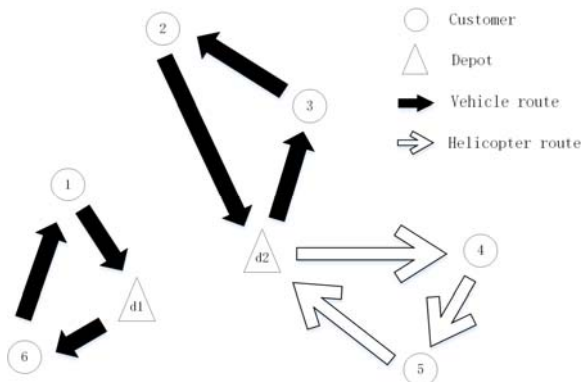 2
Customer
Depot
3
Vehicle route
Helicopter route
1
4
d2
d1
6
5